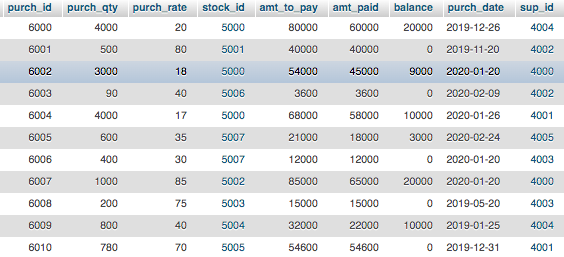 purch_id purch_qty purch_rate stock_id amt_to_pay amt_paid balance purch_date sup_id
6000 4000 20 5000 80000 60000 20000 2019-12-26 4004
6001 500 80 5001 40000 40000 0 2019-11-20 4002
6002 3000 18 5000 54000 45000 9000 2020-01-20 4000
6003 90 40 5006 3600 3600 0 2020-02-09 4002
6004 4000 17 5000 68000 58000 10000 2020-01-26 4001
6005 600 35 5007 21000 18000 3000 2020-02-24 4005
6006 400 30 5007 12000 12000 0 2020-01-20 4003
6007 1000 85 5002 85000 65000 20000 2020-01-20 4000
6008 200 75 5003 15000 15000 0 2019-05-20 4003
6009 800 40 5004 32000 22000 10000 2019-01-25 4004
6010 780 70 5005 54600 54600 0 2019-12-31 4001